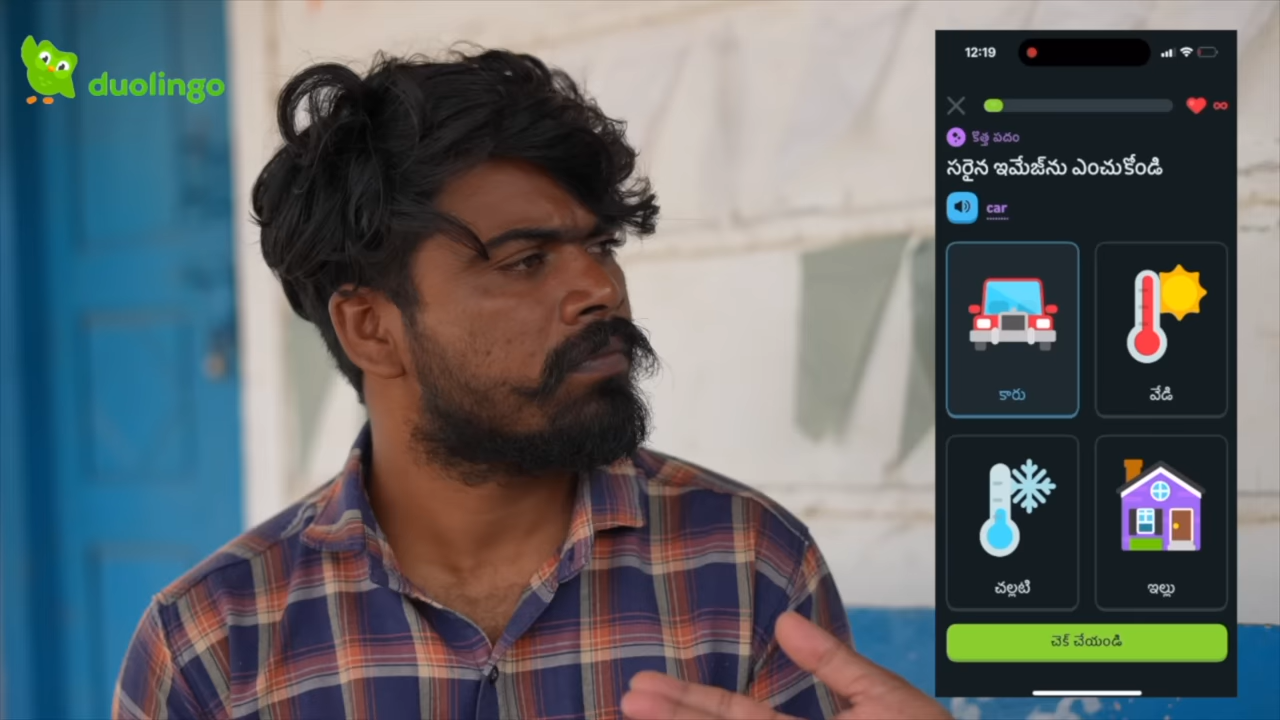 duolingo
12:19
కొత్త పదం
సరైన ఇమేజ్‌ను ఎంచుకోండి
car
కారు
వేడి
చల్లటి
ఇల్లు
చెక్ చేయండి